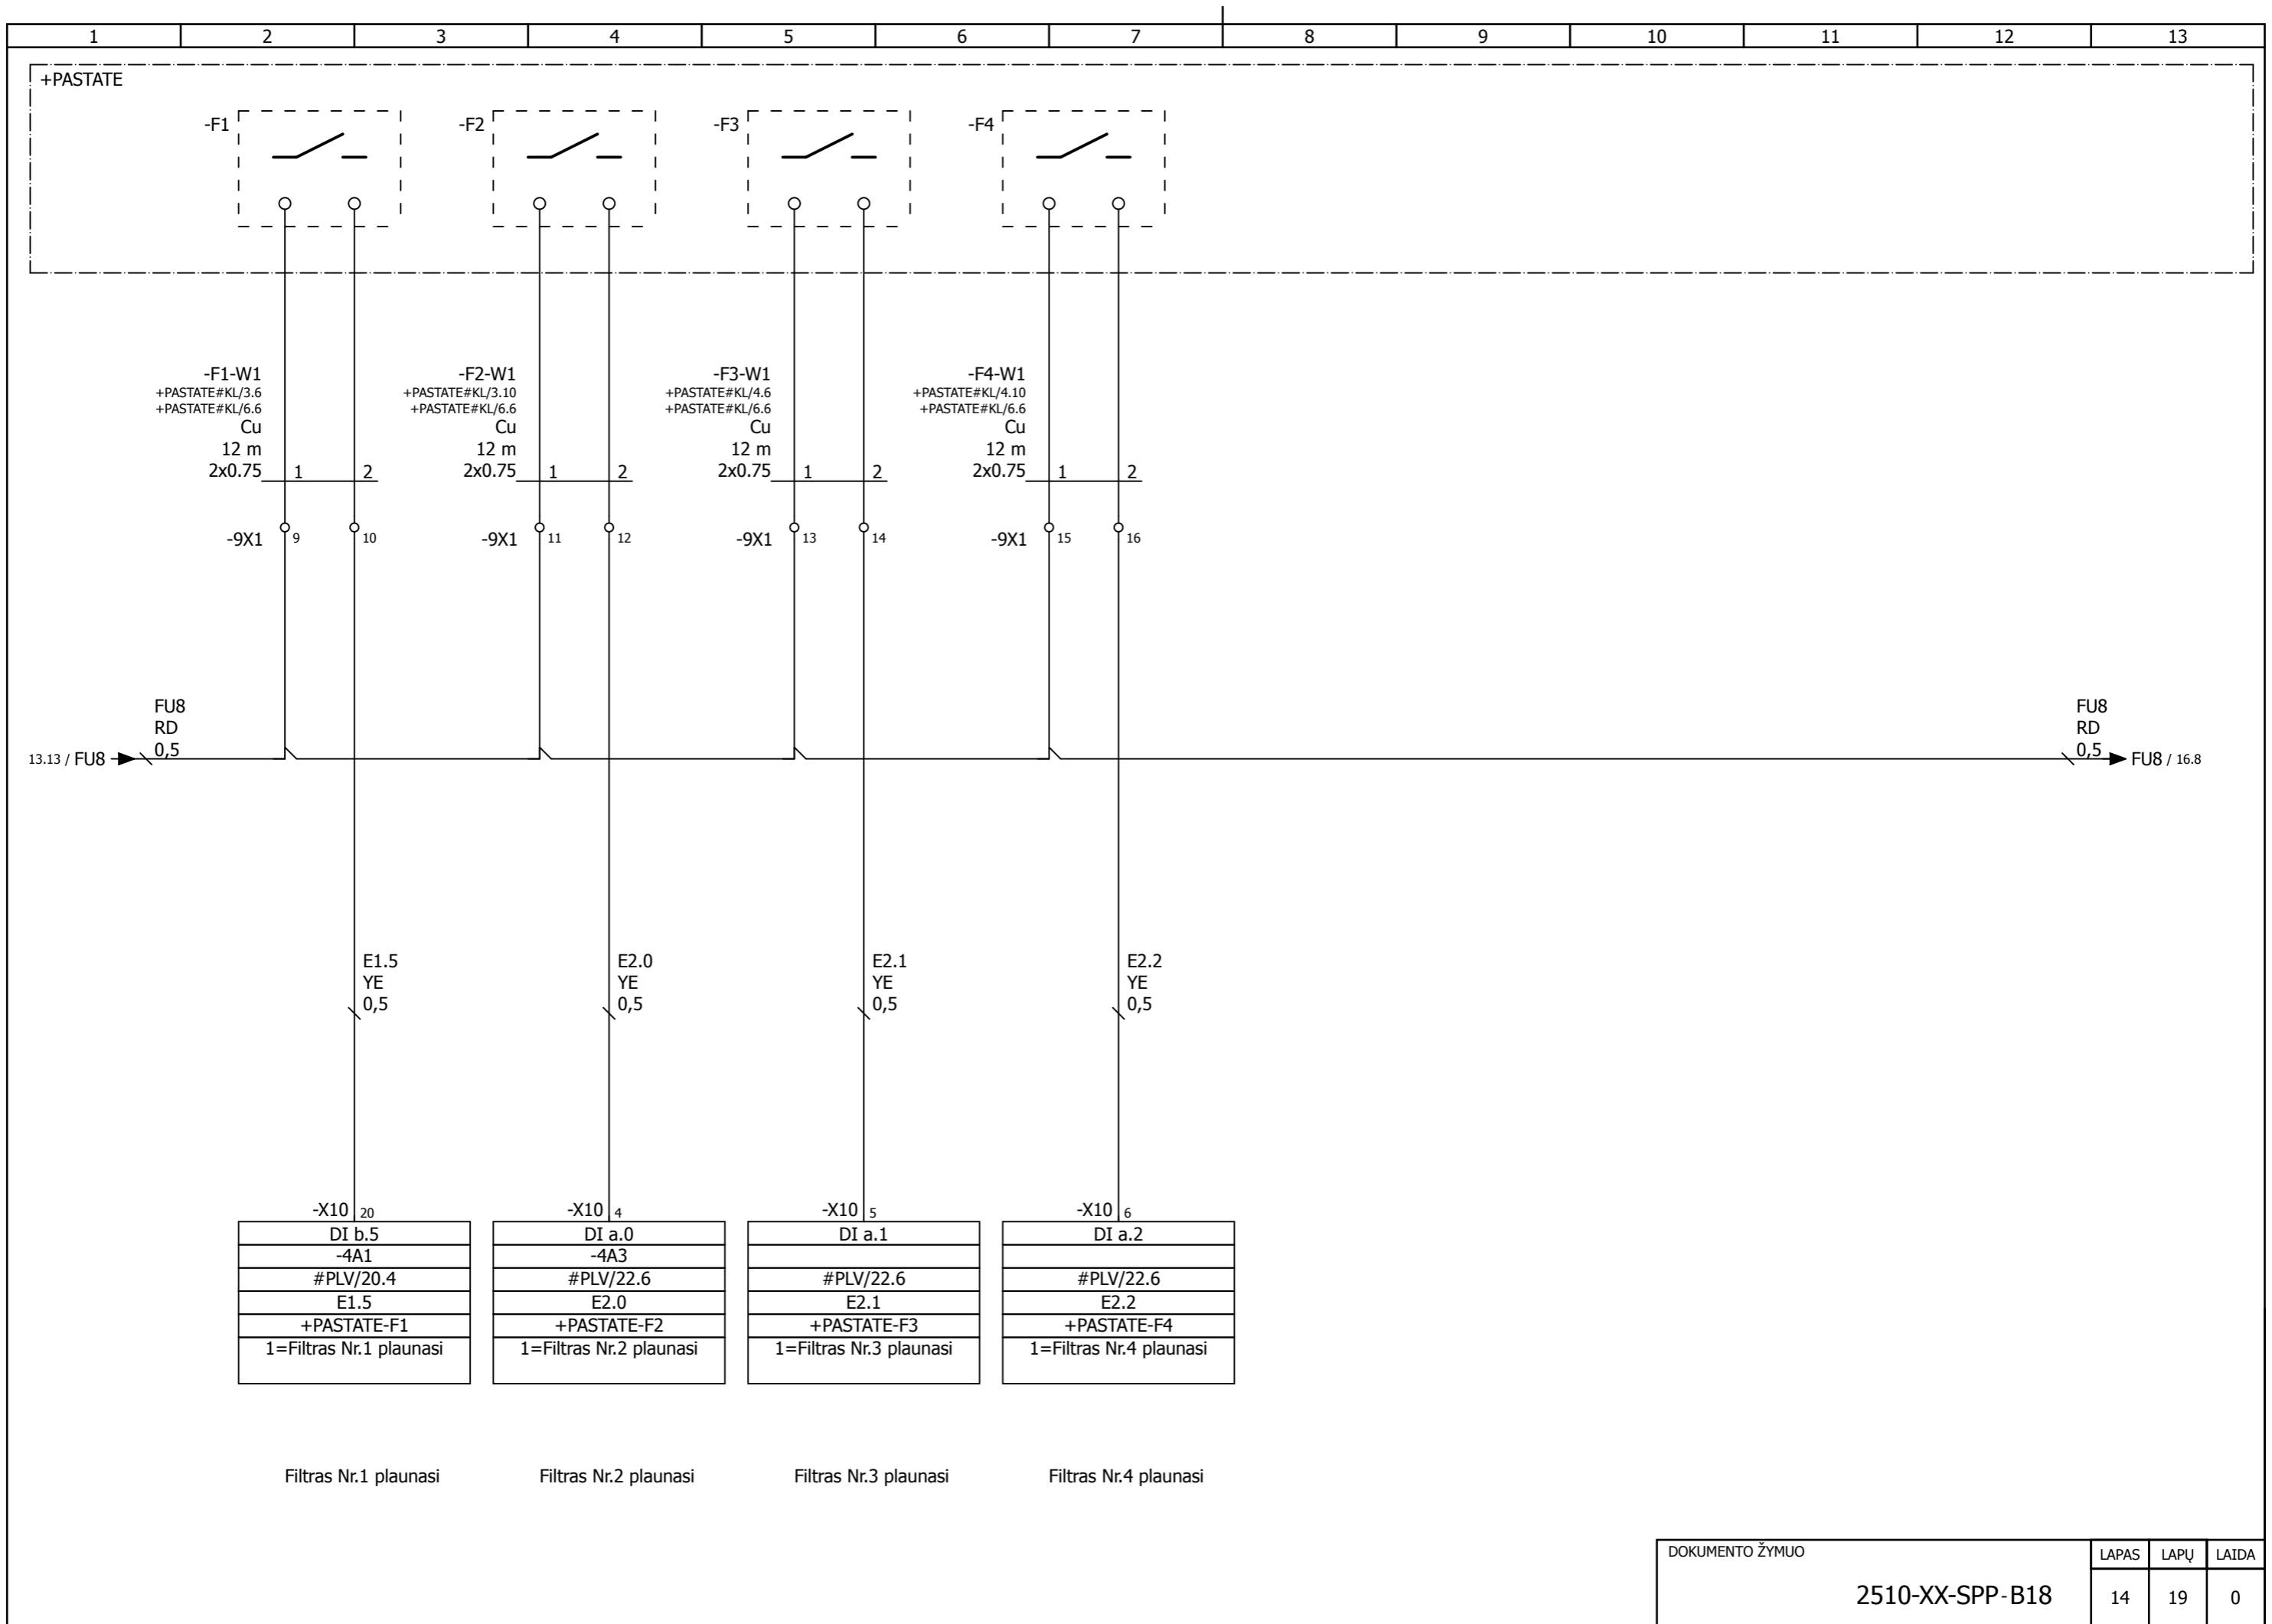 1 2 3 4 5 6 7 8 9 10 11 12 13
+PASTATE
-F1 -F2 -F3 -F4
-F1-W1 -F2-W1 -F3-W1 -F4-W1
+PASTATE#KL/3.6 +PASTATE#KL/3.10 +PASTATE#KL/4.6 +PASTATE#KL/4.10
+PASTATE#KL/6.6 +PASTATE#KL/6.6 +PASTATE#KL/6.6 +PASTATE#KL/6.6
Cu Cu Cu Cu
12 m 12 m 12 m 12 m
2x0.75 1 2 2x0.75 1 2 2x0.75 1 2 2x0.75 1 2
-9X1 9 10 -9X1 11 12 -9X1 13 14 -9X1 15 16
FU8 FU8
RD RD
13.13 / FU8 0,5 0,5 FU8 / 16.8
E1.5 E2.0 E2.1 E2.2
YE YE YE YE
0,5 0,5 0,5 0,5
-X10 20 -X10 4 -X10 5 -X10 6
DI b.5 DI a.0 DI a.1 DI a.2
-4A1 -4A3
#PLV/20.4 #PLV/22.6 #PLV/22.6 #PLV/22.6
E1.5 E2.0 E2.1 E2.2
+PASTATE-F1 +PASTATE-F2 +PASTATE-F3 +PASTATE-F4
1=Filtras Nr.1 plaunasi 1=Filtras Nr.2 plaunasi 1=Filtras Nr.3 plaunasi 1=Filtras Nr.4 plaunasi
Filtras Nr.1 plaunasi Filtras Nr.2 plaunasi Filtras Nr.3 plaunasi Filtras Nr.4 plaunasi
DOKUMENTO ŽYMUO LAPAS LAPŲ LAIDA
2510-XX-SPP-B18 14 19 0